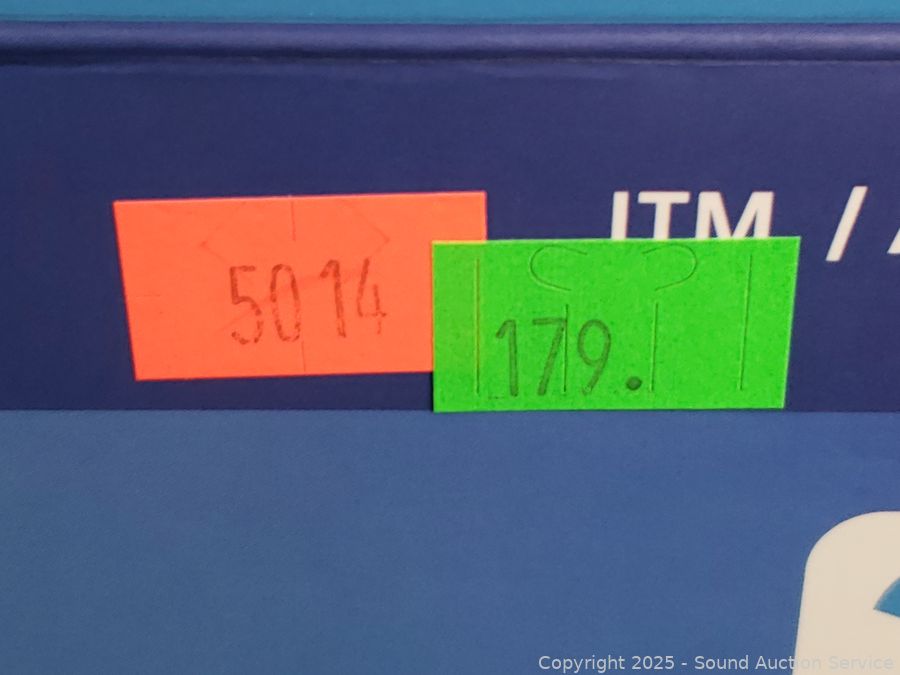 ITM /
5014
179.
Copyright 2025 - Sound Auction Service